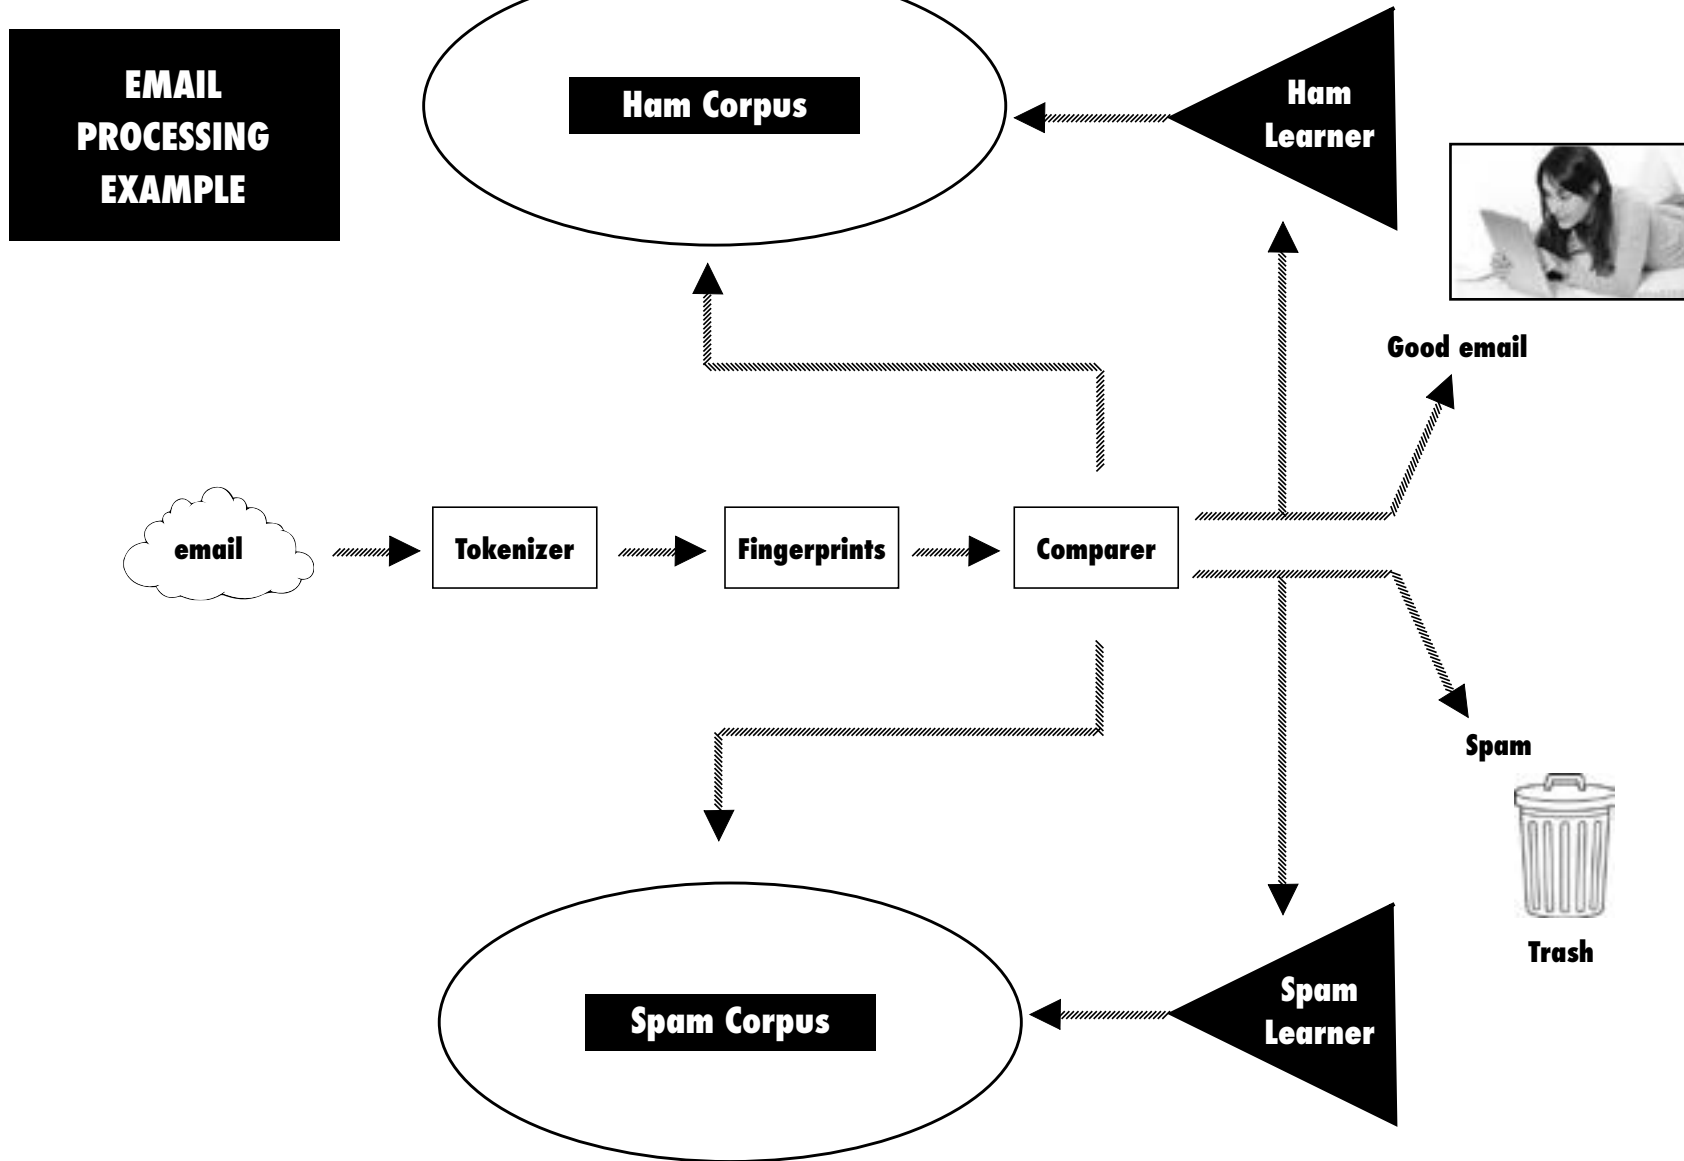 EMAIL
PROCESSING
EXAMPLE
Ham Corpus
Ham
Learner
Good email
email
Tokenizer
Fingerprints
Comparer
Spam
Trash
Spam Corpus
Spam
Learner